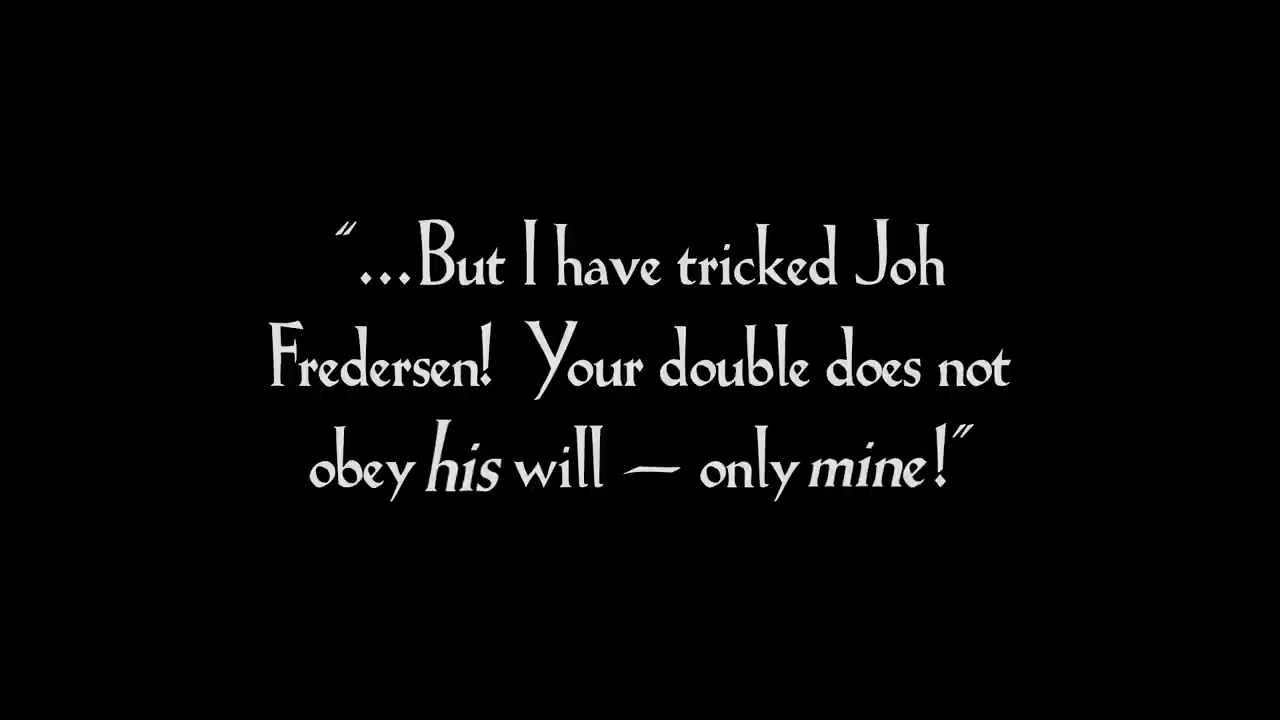 “...But I have tricked Joh
Fredersen! Your double does not
obey his will — only mine!”